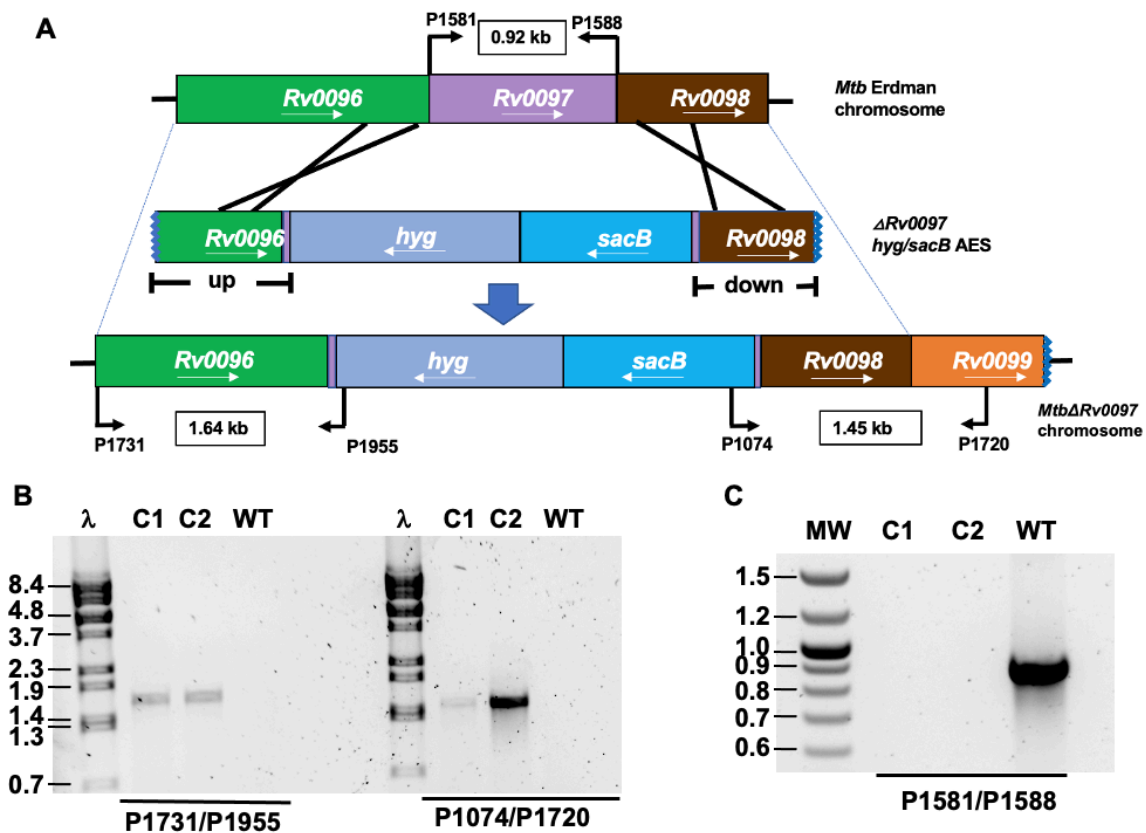 A
P1581
0.92 kb
P1588
Rv0096
Rv0097
Rv0098
Mtb Erdman
chromosome
Rv0096
hyg
sacB
Rv0098
ΔRv0097
hyg/sacB AES
up
down
Rv0096
hyg
sacB
Rv0098
Rv0099
P1731
1.64 kb
P1955
P1074
1.45 kb
P1720
MtbΔRv0097
chromosome
B
λ C1 C2 WT
λ C1 C2 WT
8.4
4.8
3.7
2.3
1.9
1.4
1.3
0.7
P1731/P1955
P1074/P1720
C
MW C1 C2 WT
1.5
1.2
1.0
0.9
0.8
0.7
0.6
P1581/P1588